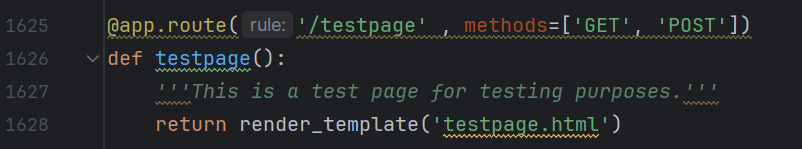 1625 @app.route( rule: '/testpage' , methods=['GET', 'POST'])
1626 def testpage():
1627 '''This is a test page for testing purposes.'''
1628 return render_template('testpage.html')